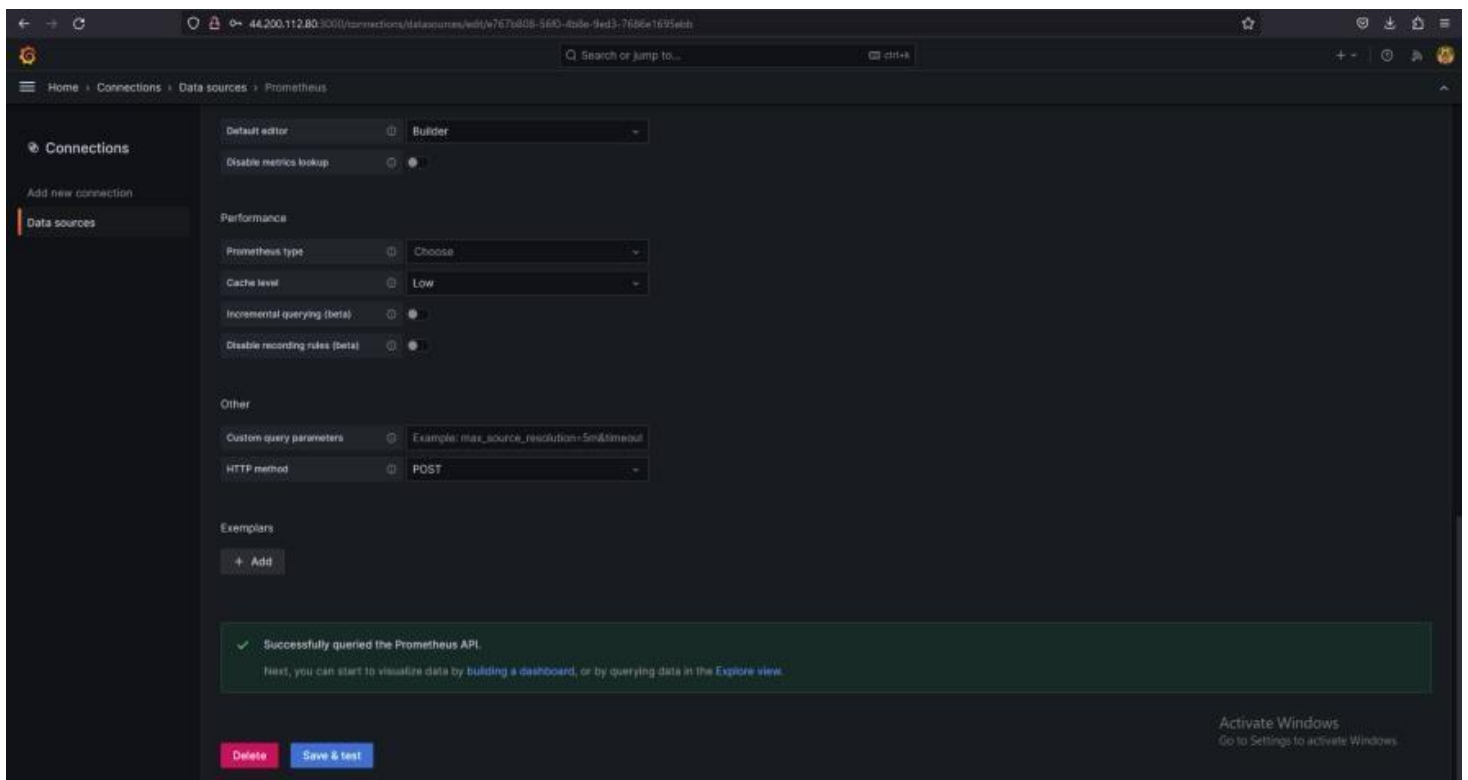 44.200.112.80:3000/connections/datasources/edit/
Search or jump to... ctrl+k
Home › Connections › Data sources › Prometheus
Connections
Add new connection
Data sources
Default editor Builder
Disable metrics lookup
Performance
Prometheus type Choose
Cache level Low
Incremental querying (beta)
Disable recording rules (beta)
Other
Custom query parameters Example: max_source_resolution=5m&timeout
HTTP method POST
Exemplars
+ Add
Successfully queried the Prometheus API.
Next, you can start to visualize data by building a dashboard, or by querying data in the Explore view.
Activate Windows
Go to Settings to activate Windows.
Delete Save & test